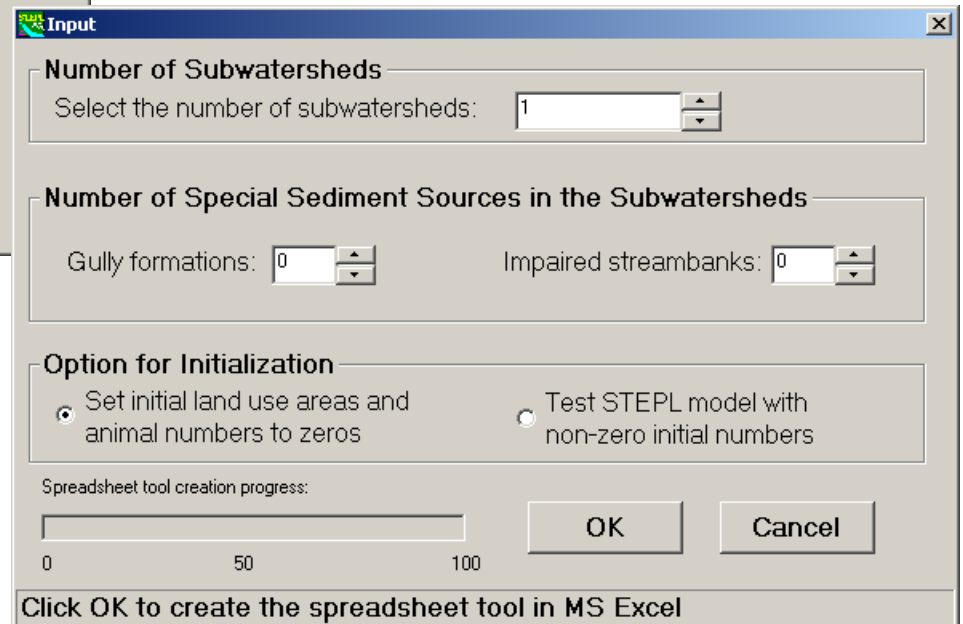 Input
Number of Subwatersheds
Select the number of subwatersheds: 1
Number of Special Sediment Sources in the Subwatersheds
Gully formations: 0 Impaired streambanks: 0
Option for Initialization
Set initial land use areas and
animal numbers to zeros
Test STEPL model with
non-zero initial numbers
Spreadsheet tool creation progress:
0 50 100
OK Cancel
Click OK to create the spreadsheet tool in MS Excel